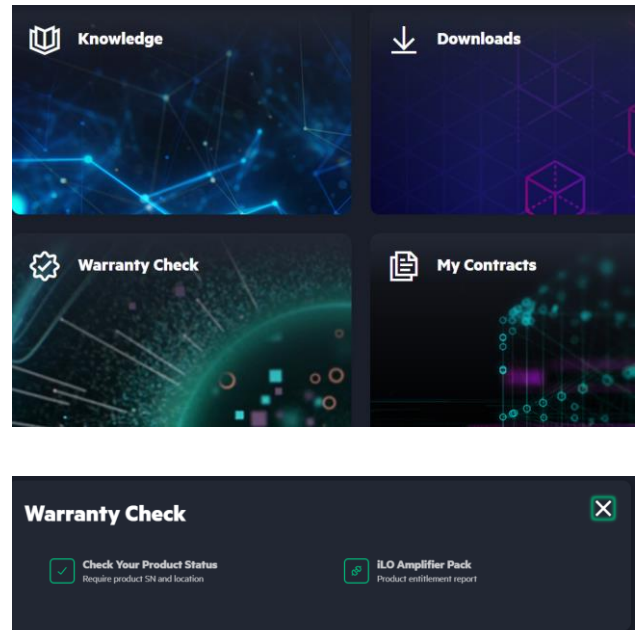 Knowledge
Downloads
Warranty Check
My Contracts
Warranty Check
Check Your Product Status
Require product SN and location
iLO Amplifier Pack
Product entitlement report